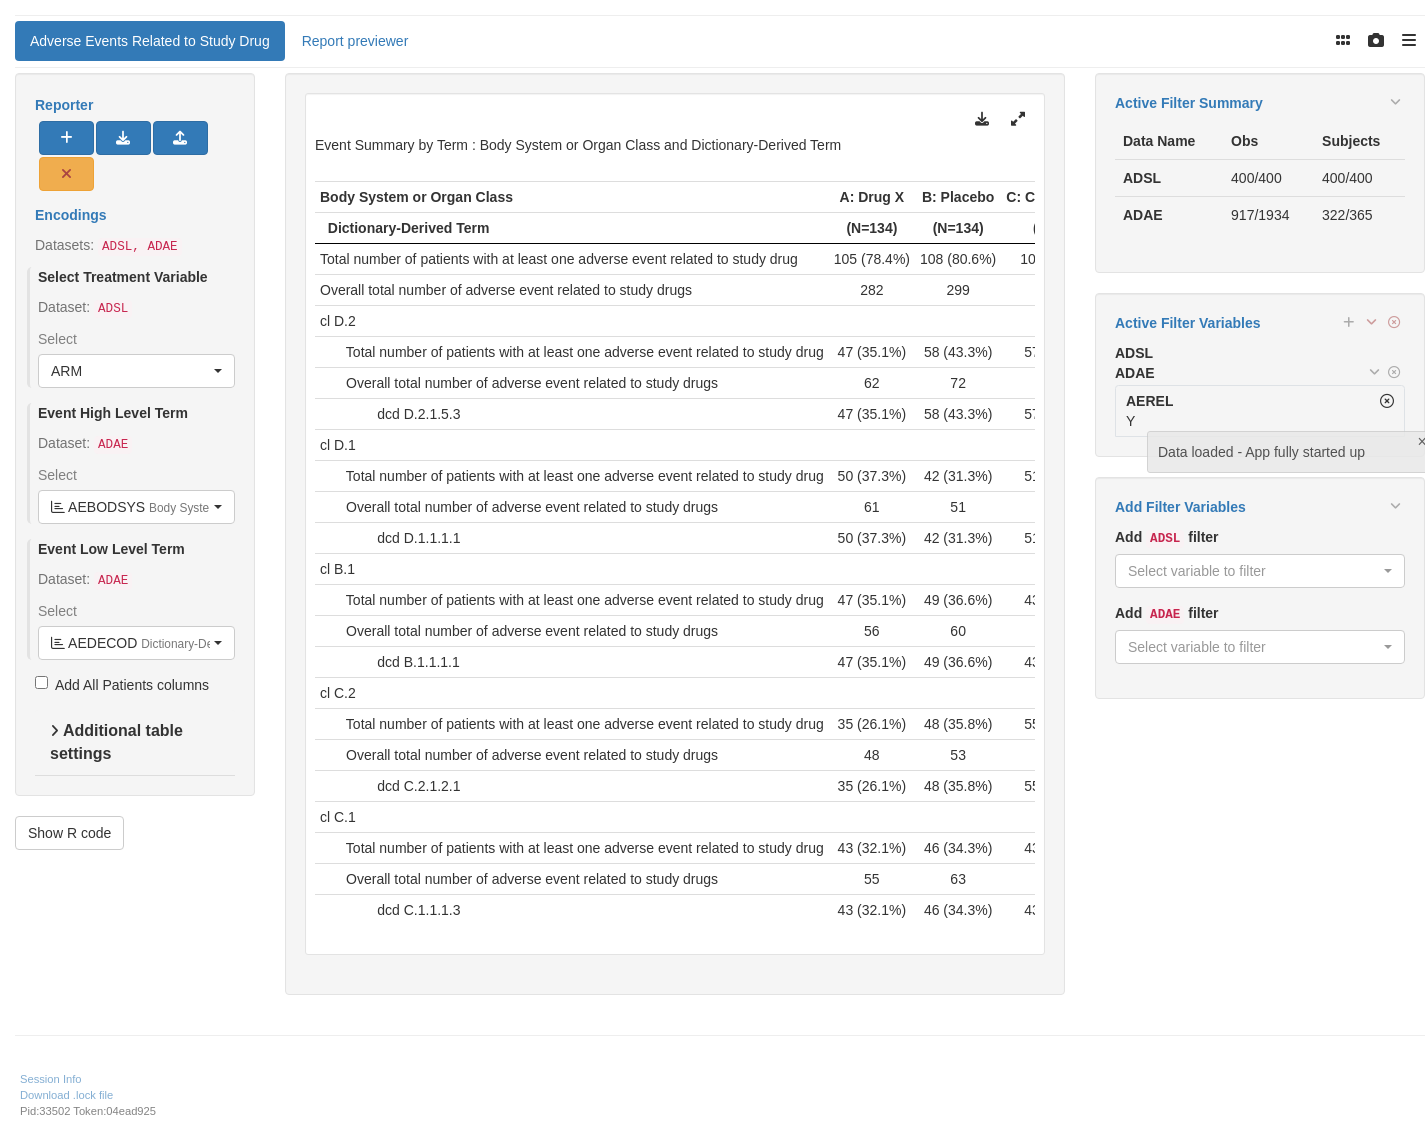 Adverse Events Related to Study Drug
Report previewer
Reporter
Encodings
Datasets: ADSL, ADAE
Select Treatment Variable
Dataset: ADSL
Select
ARM
Event High Level Term
Dataset: ADAE
Select
AEBODSYS Body Syste
Event Low Level Term
Dataset: ADAE
Select
AEDECOD Dictionary-De
Add All Patients columns
Additional table
settings
Show R code
Event Summary by Term : Body System or Organ Class and Dictionary-Derived Term
Body System or Organ Class A: Drug X B: Placebo C: C
Dictionary-Derived Term (N=134) (N=134) (
Total number of patients with at least one adverse event related to study drug 105 (78.4%) 108 (80.6%) 10
Overall total number of adverse event related to study drugs 282 299
cl D.2
Total number of patients with at least one adverse event related to study drug 47 (35.1%) 58 (43.3%) 57
Overall total number of adverse event related to study drugs 62 72
dcd D.2.1.5.3 47 (35.1%) 58 (43.3%) 57
cl D.1
Total number of patients with at least one adverse event related to study drug 50 (37.3%) 42 (31.3%) 51
Overall total number of adverse event related to study drugs 61 51
dcd D.1.1.1.1 50 (37.3%) 42 (31.3%) 51
cl B.1
Total number of patients with at least one adverse event related to study drug 47 (35.1%) 49 (36.6%) 43
Overall total number of adverse event related to study drugs 56 60
dcd B.1.1.1.1 47 (35.1%) 49 (36.6%) 43
cl C.2
Total number of patients with at least one adverse event related to study drug 35 (26.1%) 48 (35.8%) 55
Overall total number of adverse event related to study drugs 48 53
dcd C.2.1.2.1 35 (26.1%) 48 (35.8%) 55
cl C.1
Total number of patients with at least one adverse event related to study drug 43 (32.1%) 46 (34.3%) 43
Overall total number of adverse event related to study drugs 55 63
dcd C.1.1.1.3 43 (32.1%) 46 (34.3%) 43
Active Filter Summary
Data Name Obs Subjects
ADSL 400/400 400/400
ADAE 917/1934 322/365
Active Filter Variables
ADSL
ADAE
AEREL
Y
Data loaded - App fully started up
Add Filter Variables
Add ADSL filter
Select variable to filter
Add ADAE filter
Select variable to filter
Session Info
Download .lock file
Pid:33502 Token:04ead925